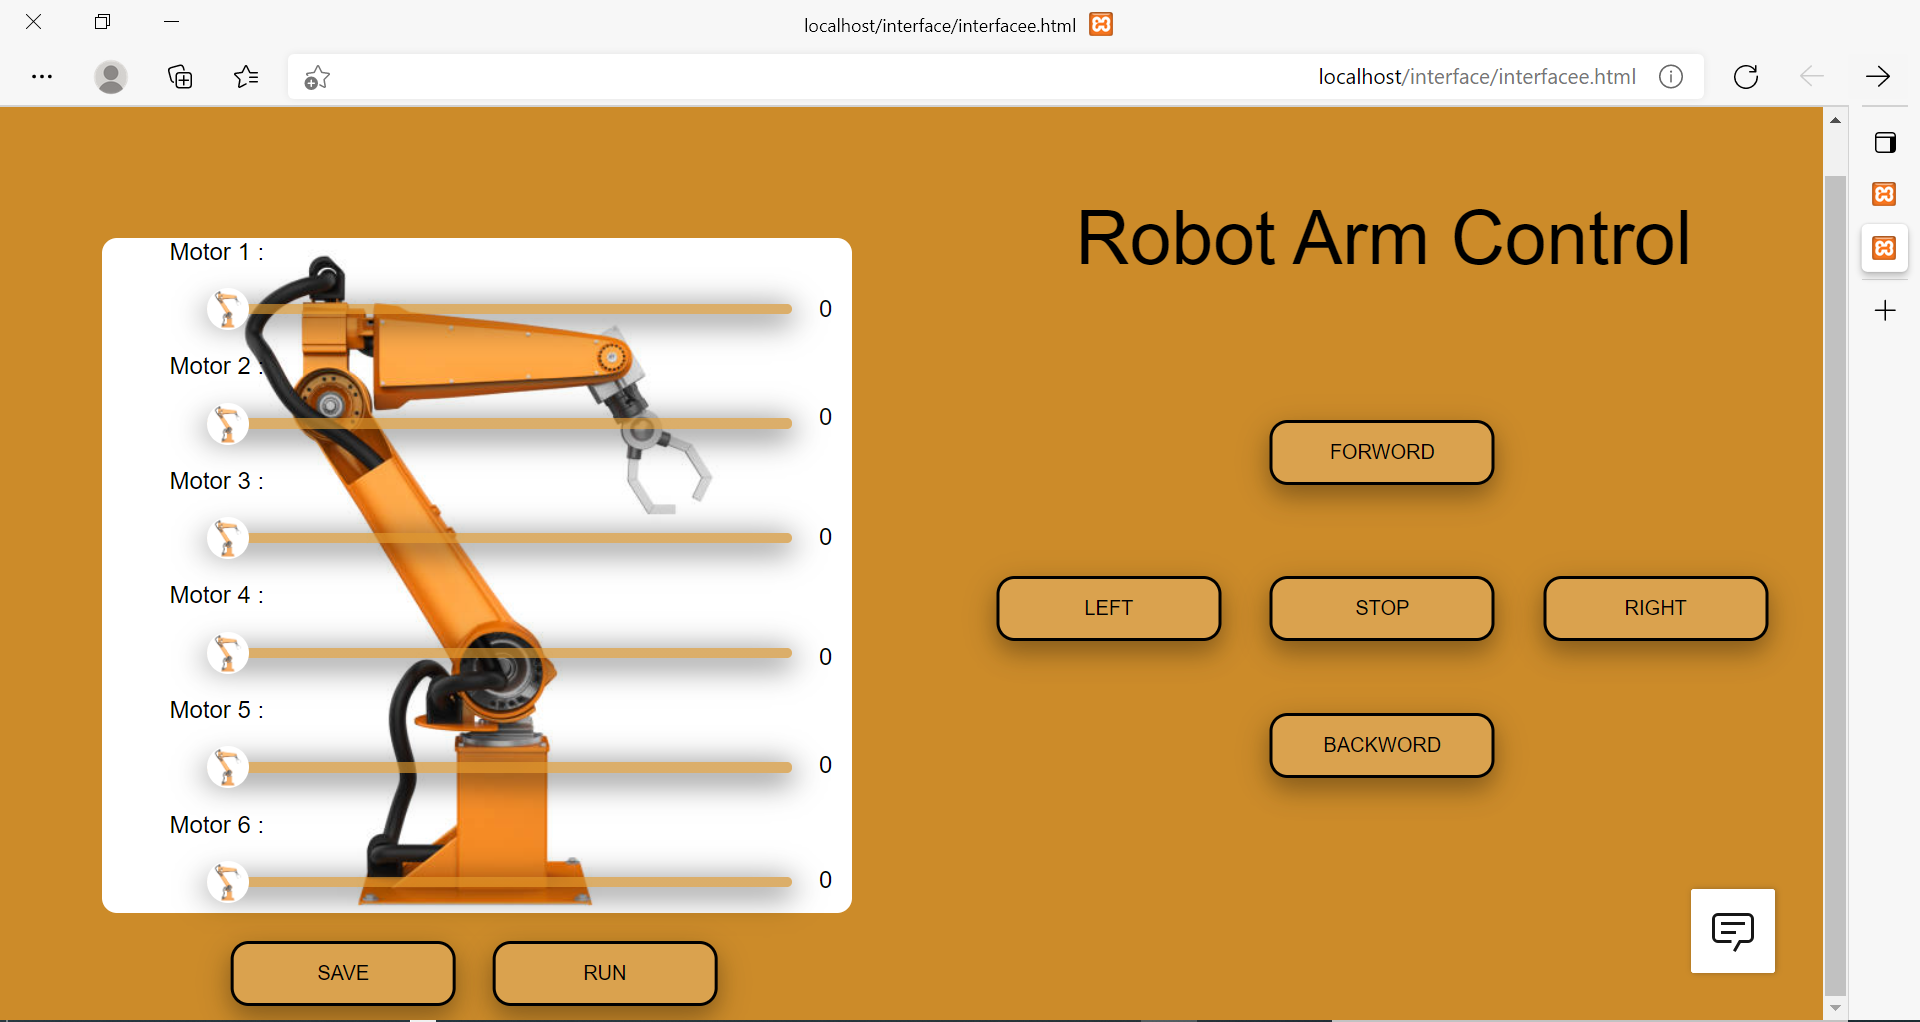 localhost/interface/interfacee.html
localhost/interface/interfacee.html
Robot Arm Control
Motor 1 :
0
Motor 2 :
0
Motor 3 :
0
Motor 4 :
0
Motor 5 :
0
Motor 6 :
0
SAVE
RUN
FORWORD
LEFT
STOP
RIGHT
BACKWORD